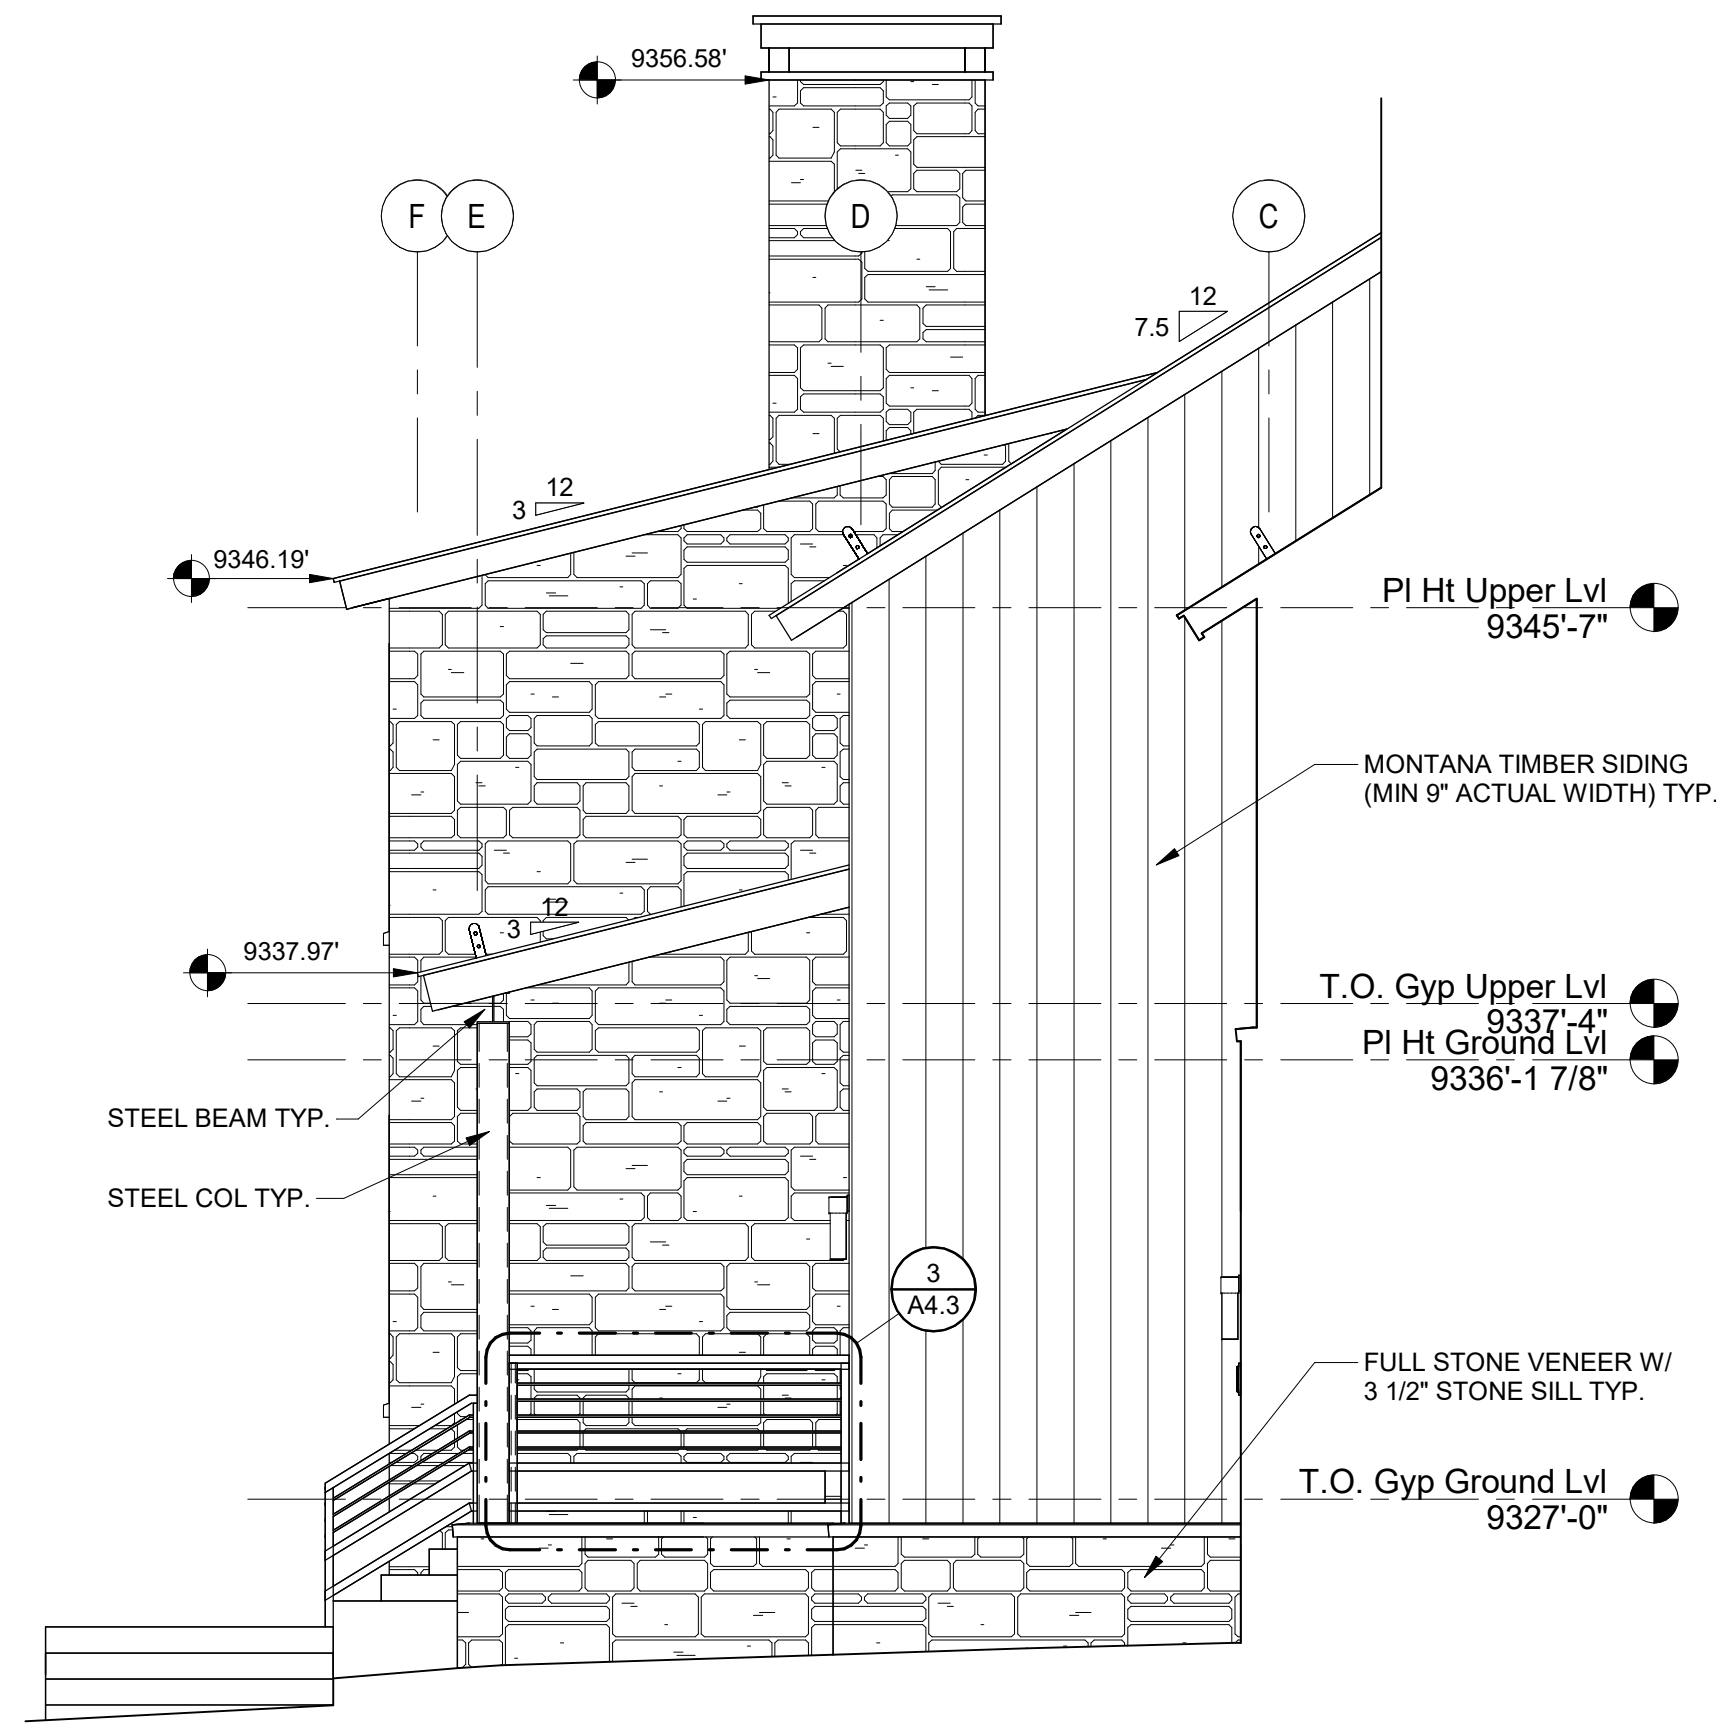 9356.58'
F
E
D
C
12
7.5
12
3
9346.19'
Pl Ht Upper Lvl
9345'-7"
MONTANA TIMBER SIDING
(MIN 9" ACTUAL WIDTH) TYP.
12
3
9337.97'
T.O. Gyp Upper Lvl
9337'-4"
Pl Ht Ground Lvl
9336'-1 7/8"
STEEL BEAM TYP.
STEEL COL TYP.
3
A4.3
FULL STONE VENEER W/
3 1/2" STONE SILL TYP.
T.O. Gyp Ground Lvl
9327'-0"